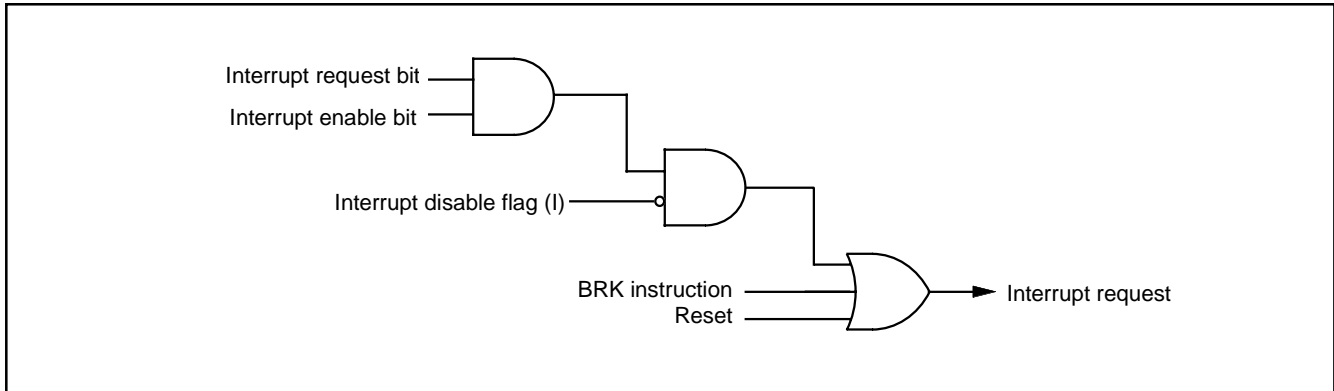 Interrupt request bit
Interrupt enable bit
Interrupt disable flag (I)
BRK instruction
Reset
Interrupt request